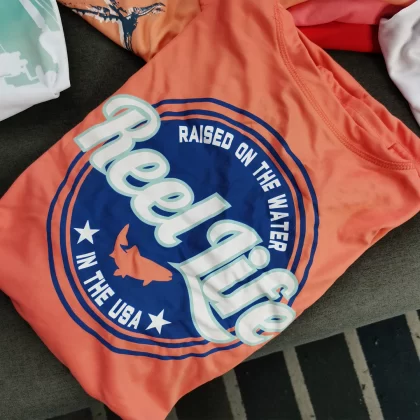 RAISED ON THE WATER
Reel Life
IN THE USA